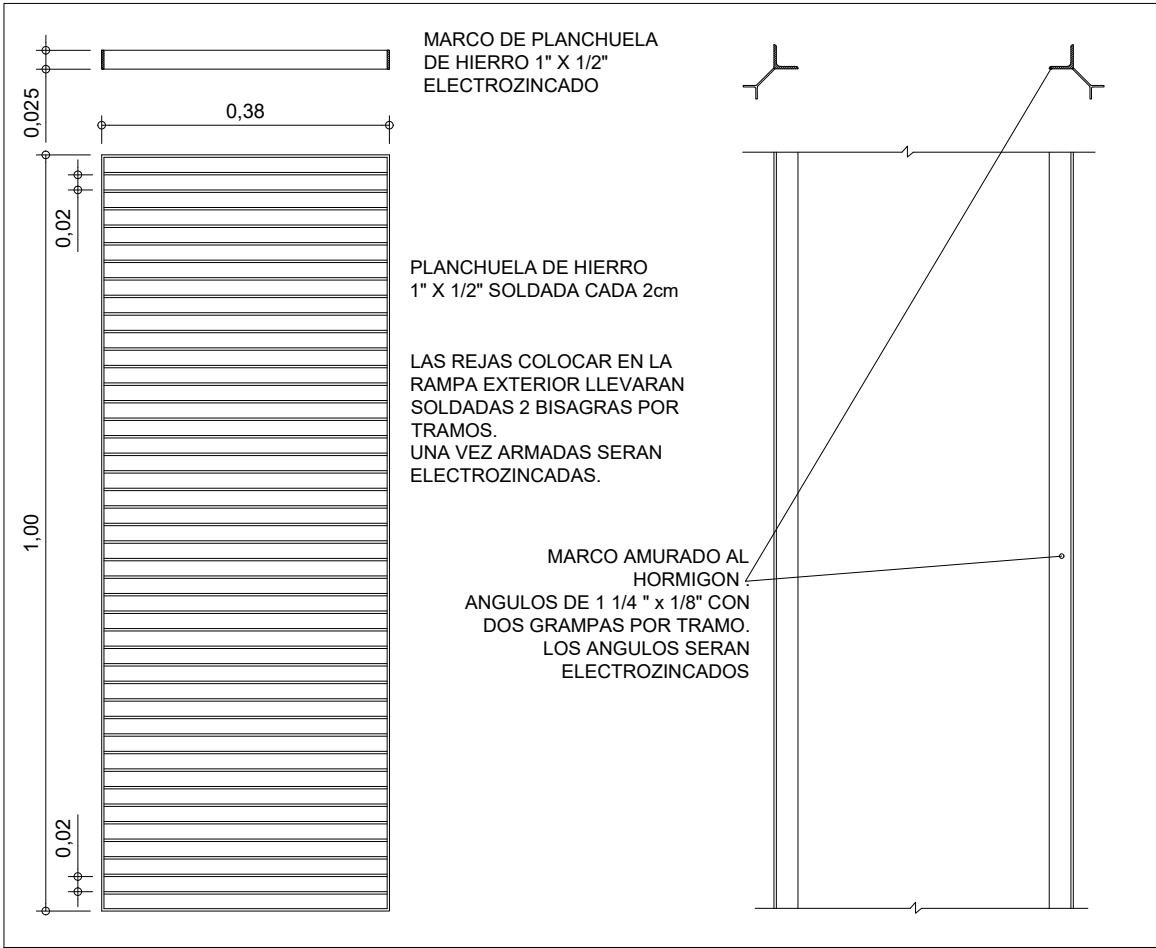 MARCO DE PLANCHUELA
DE HIERRO 1" X 1/2"
ELECTROZINCADO
0,025
0,38
0,02
PLANCHUELA DE HIERRO
1" X 1/2" SOLDADA CADA 2cm
LAS REJAS COLOCAR EN LA
RAMPA EXTERIOR LLEVARAN
SOLDADAS 2 BISAGRAS POR
TRAMOS.
UNA VEZ ARMADAS SERAN
ELECTROZINCADAS.
1,00
MARCO AMURADO AL
HORMIGON .
ANGULOS DE 1 1/4 " x 1/8" CON
DOS GRAMPAS POR TRAMO.
LOS ANGULOS SERAN
ELECTROZINCADOS
0,02